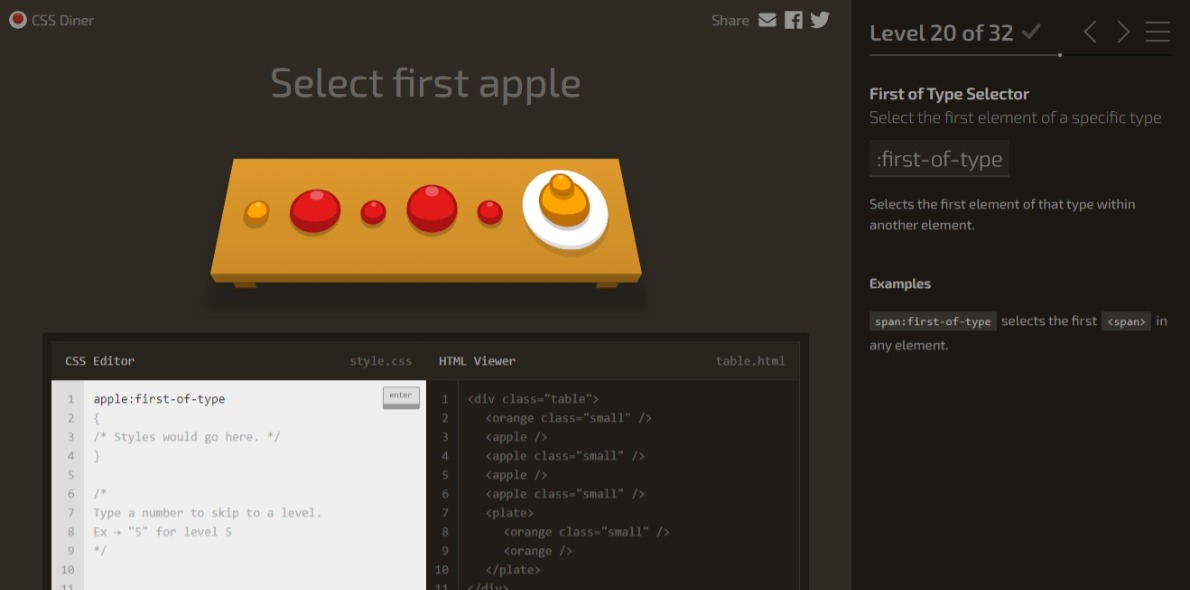 CSS Diner
Share
Select first apple
CSS Editor style.css
1 apple:first-of-type enter
2 {
3 /* Styles would go here. */
4 }
5
6 /*
7 Type a number to skip to a level.
8 Ex → "5" for level 5
9 */
10
11
HTML Viewer table.html
1 <div class="table">
2 <orange class="small" />
3 <apple />
4 <apple class="small" />
5 <apple />
6 <apple class="small" />
7 <plate>
8 <orange class="small" />
9 <orange />
10 </plate>
11 </div>
Level 20 of 32
First of Type Selector
Select the first element of a specific type
:first-of-type
Selects the first element of that type within
another element.
Examples
span:first-of-type selects the first <span> in
any element.